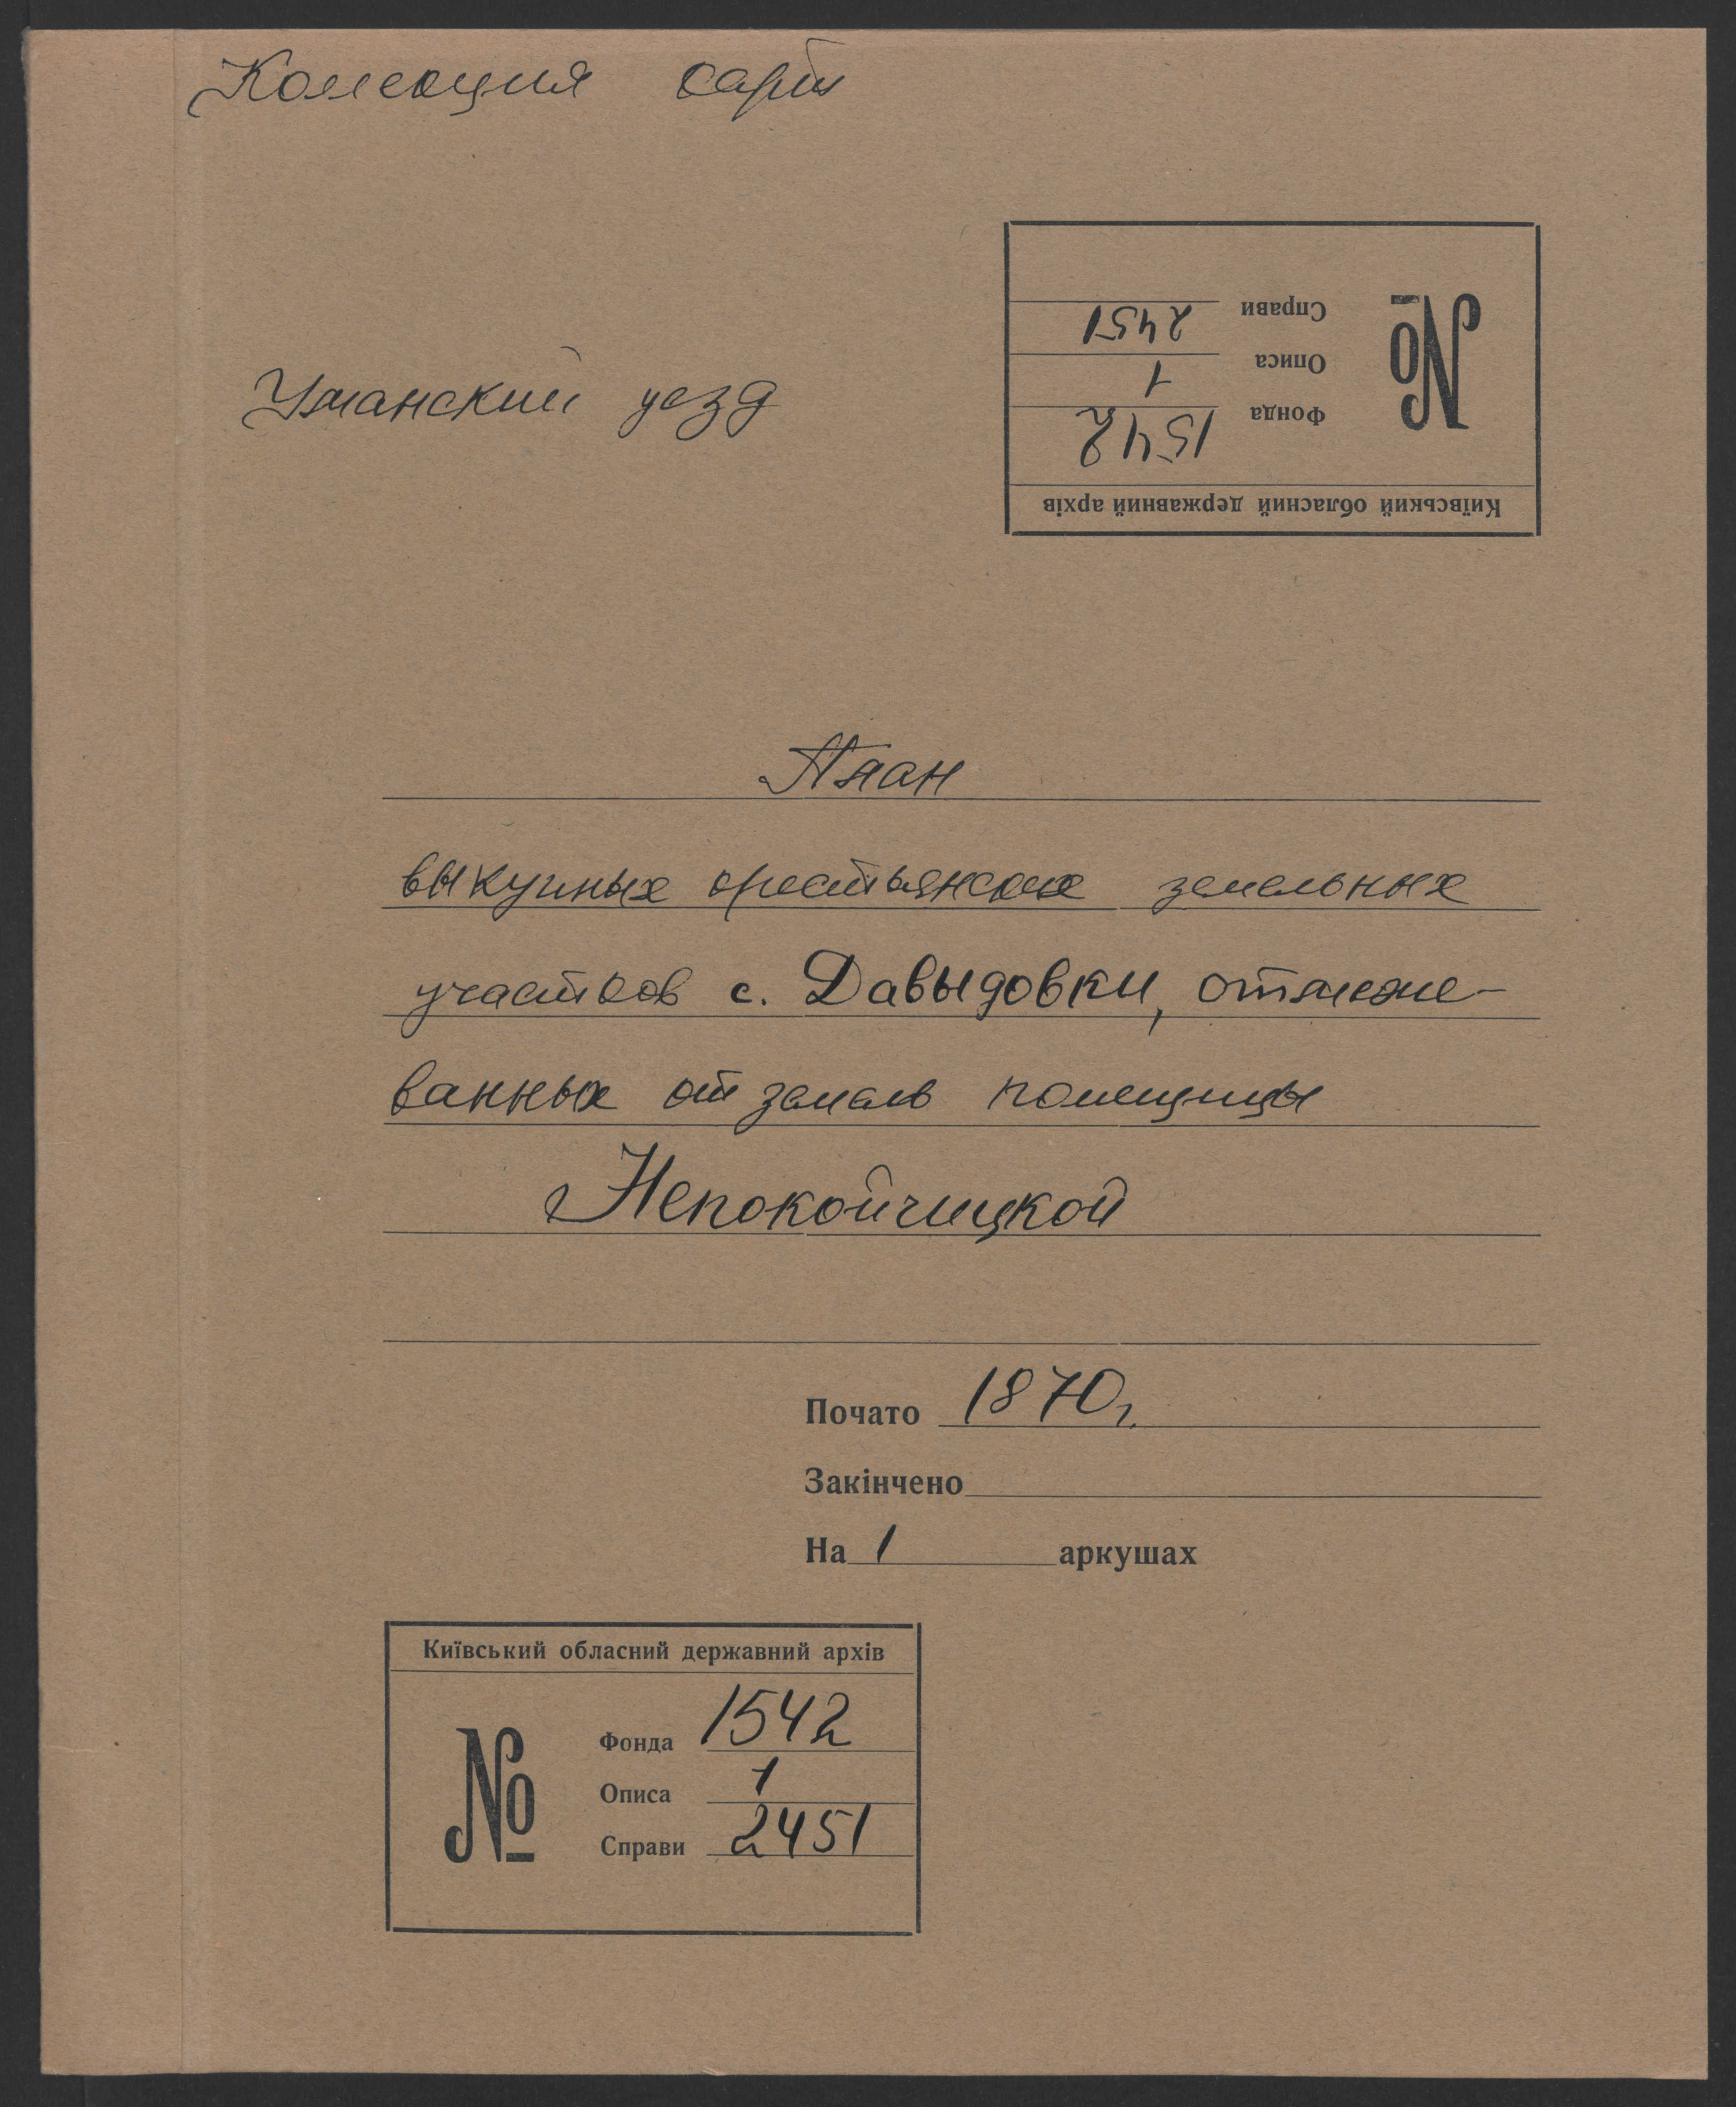 Колекция карт
Уманский уезд
Київський обласний державний архів
№
Фонда 1542
Описа 1
Справи 2451
План
выкупных крестьянских земельных
участков с. Давыдовки, отмеже-
ванных от земель помещицы
Непокойчицкой
Почато 1870г.
Закінчено
На 1 аркушах
Київський обласний державний архів
№
Фонда 1542
Описа 1
Справи 2451